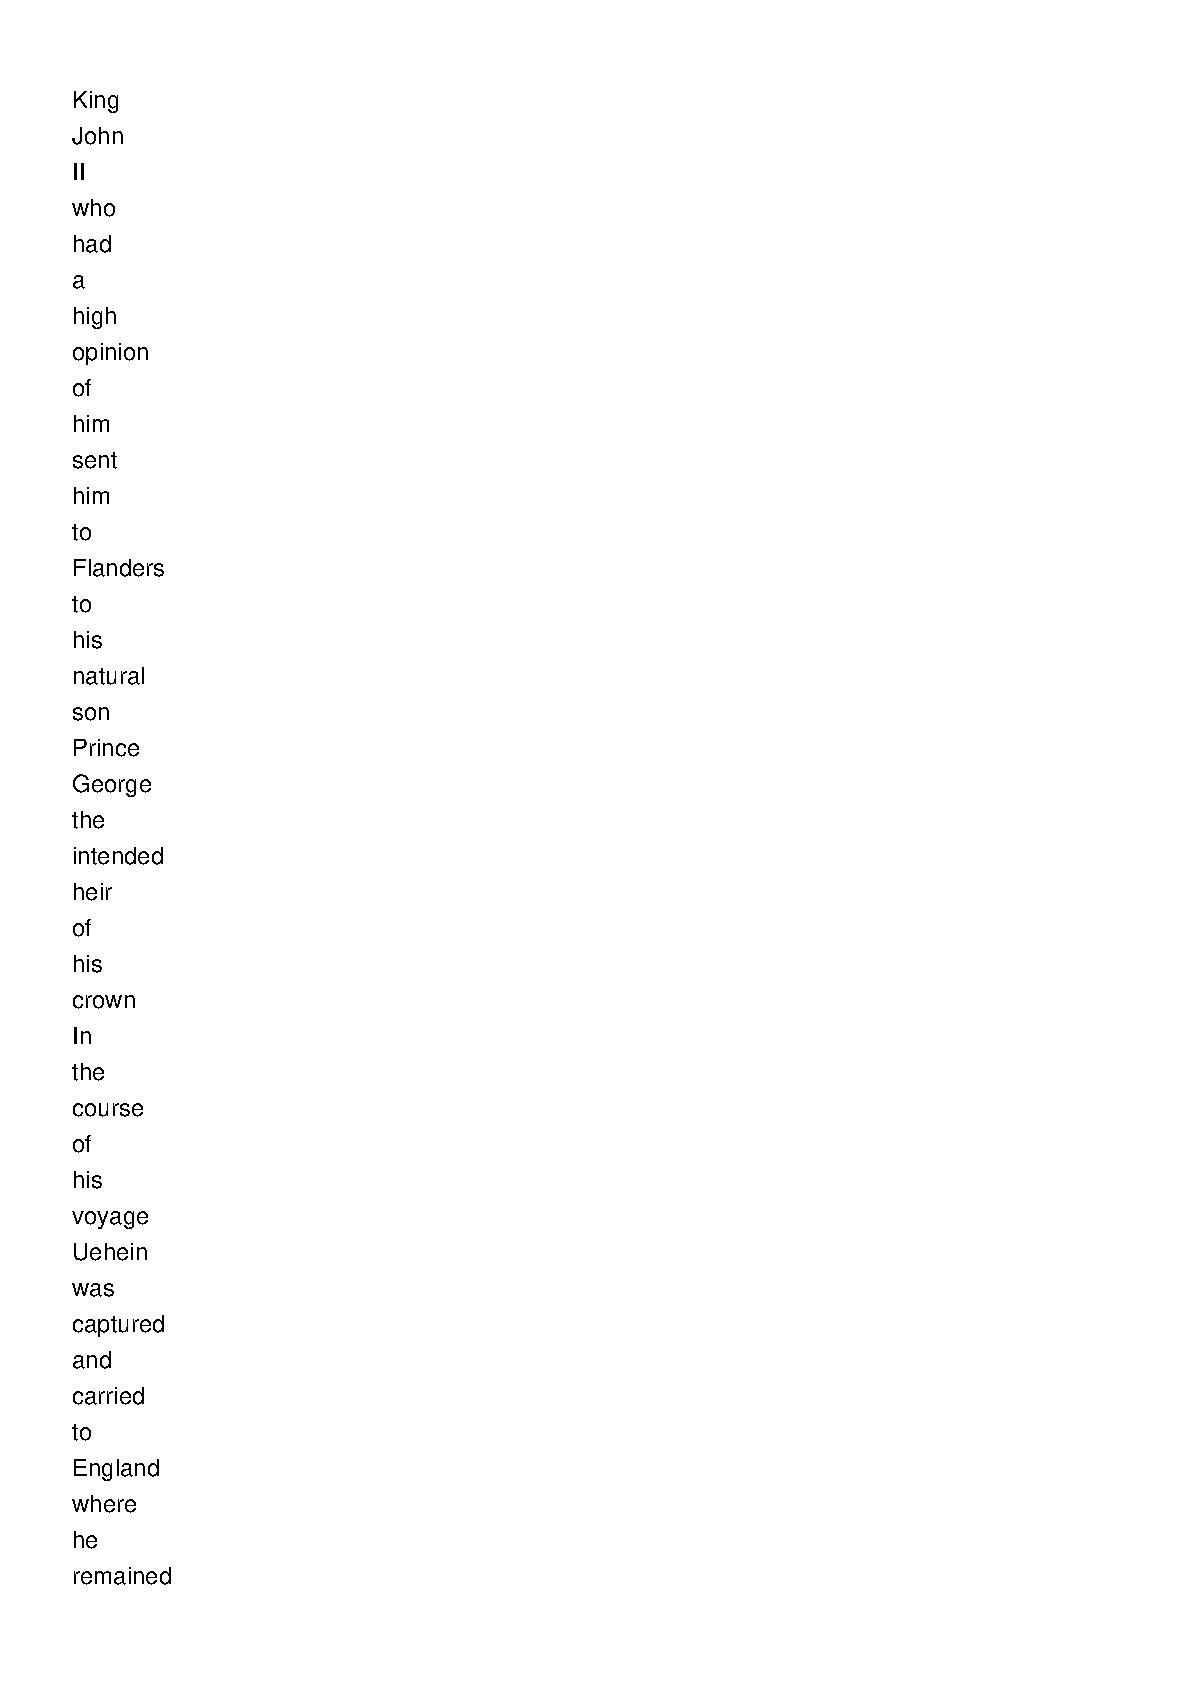 King
John
II
who
had
a
high
opinion
of
him
sent
him
to
Flanders
to
his
natural
son
Prince
George
the
intended
heir
of
his
crown
In
the
course
of
his
voyage
Uehein
was
captured
and
carried
to
England
where
he
remained